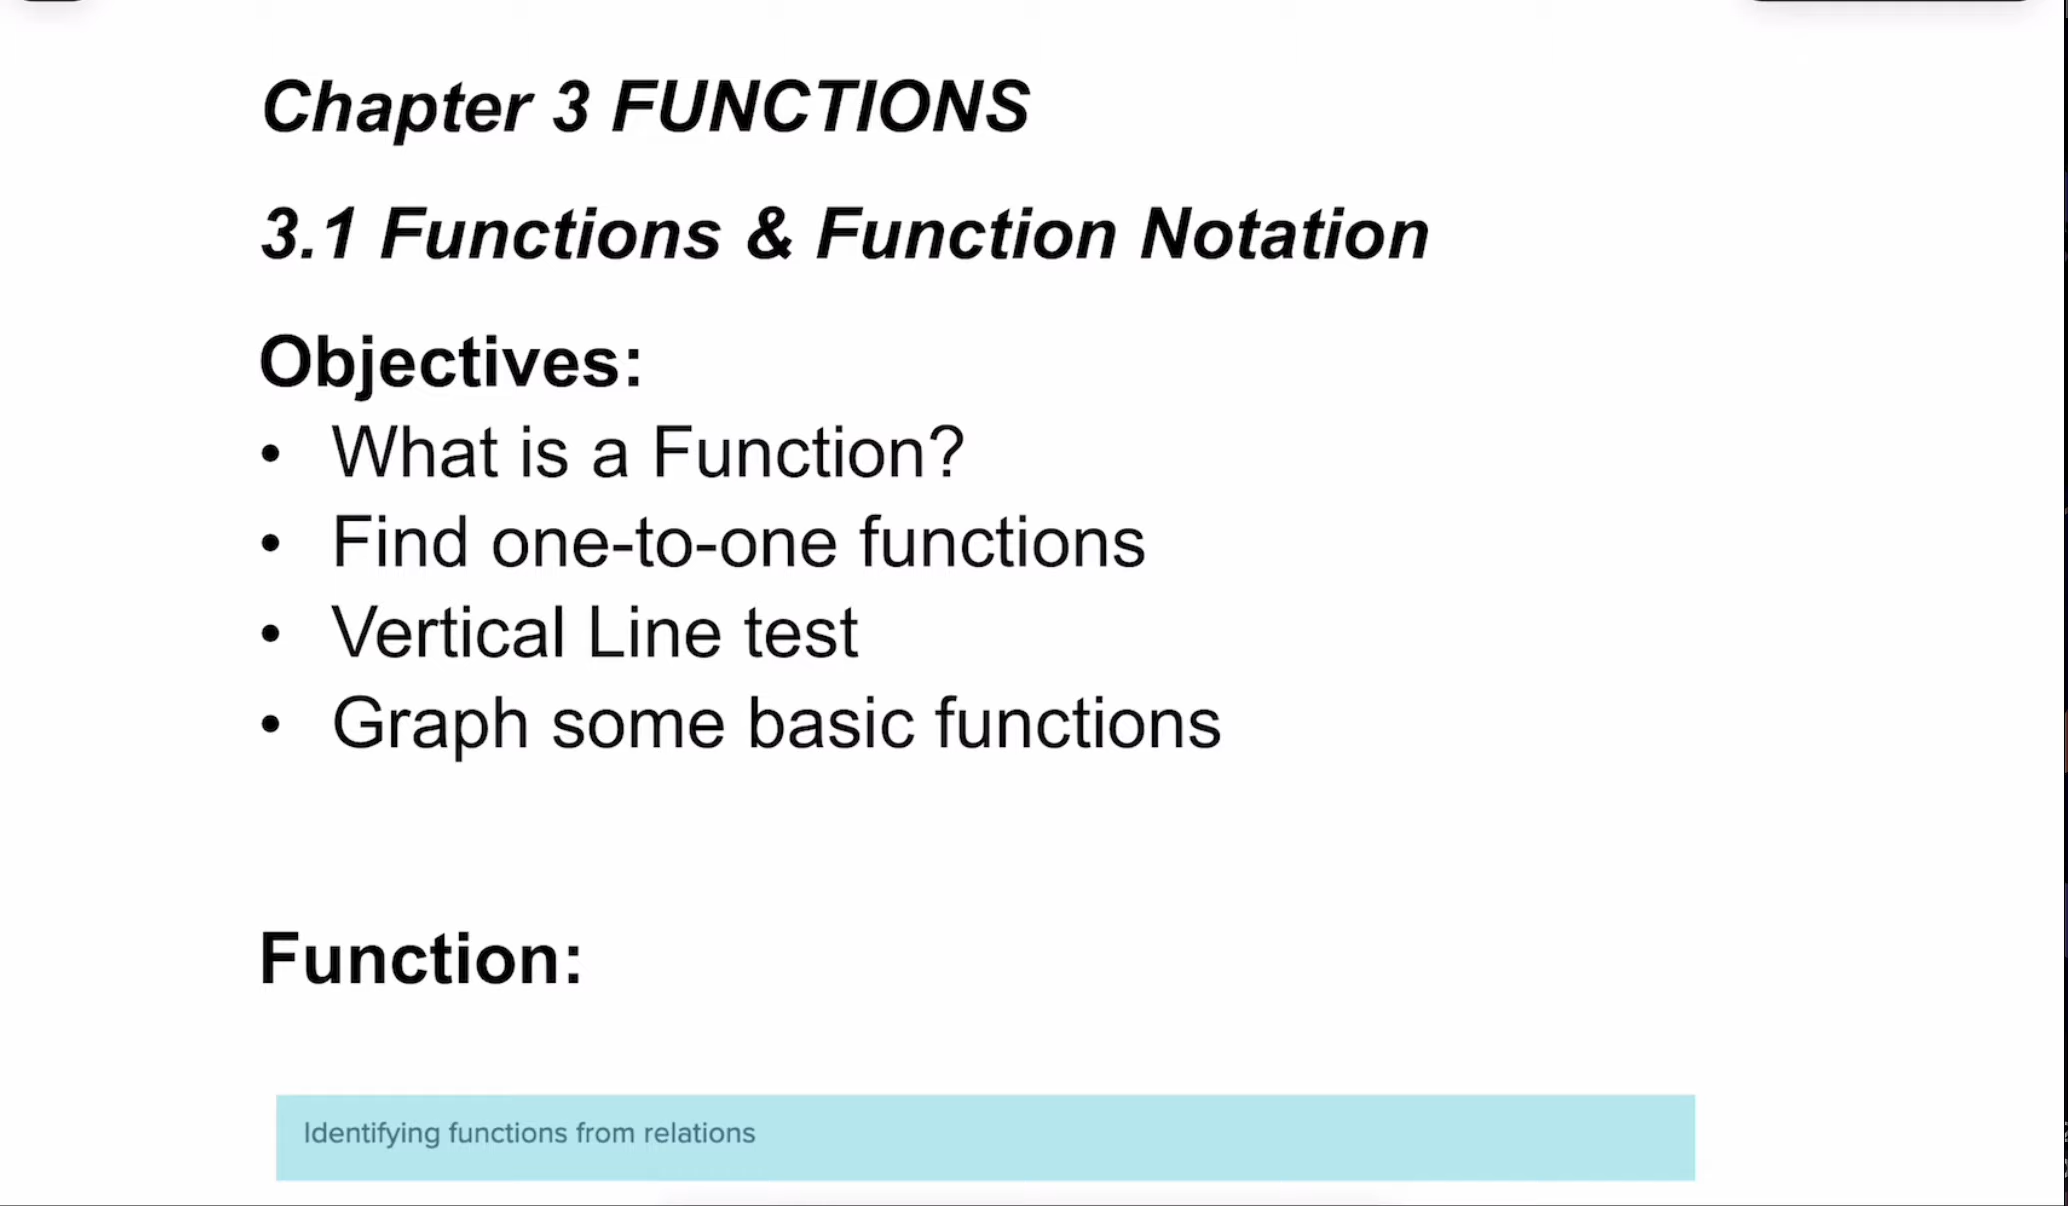 Chapter 3 FUNCTIONS
3.1 Functions & Function Notation
Objectives:
• What is a Function?
• Find one-to-one functions
• Vertical Line test
• Graph some basic functions
Function:
Identifying functions from relations